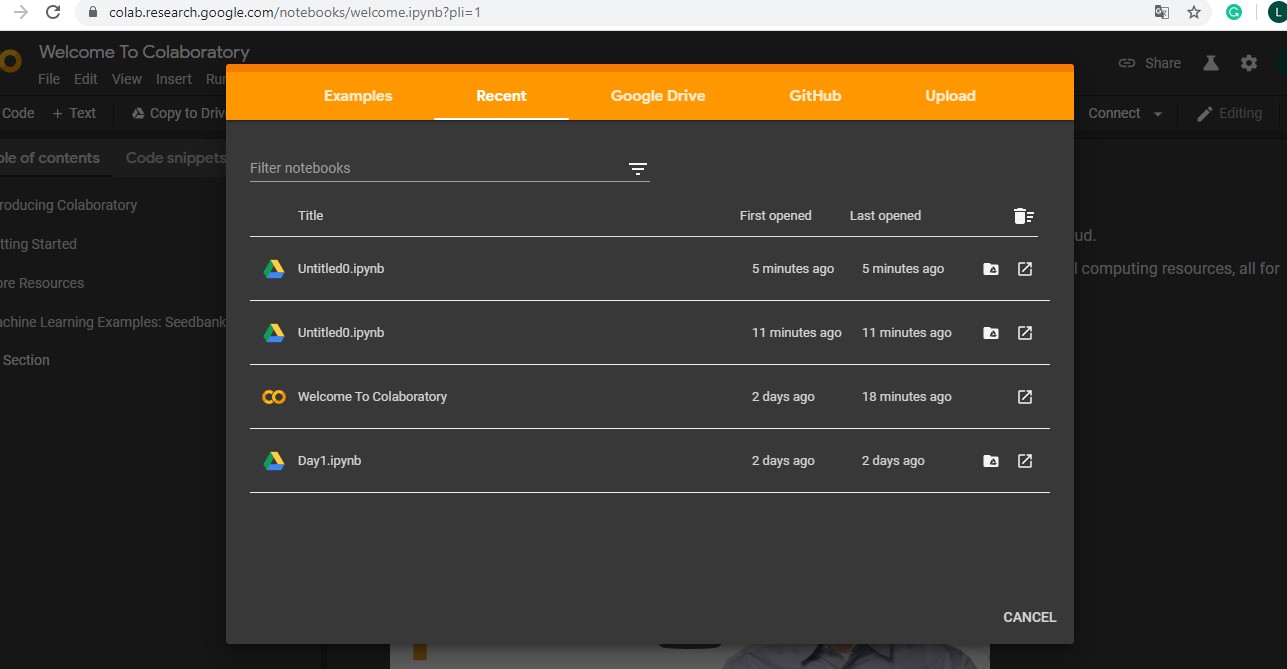 colab.research.google.com/notebooks/welcome.ipynb?pli=1
G
L
Welcome To Colaboratory
File Edit View Insert Ru
Share
Code + Text Copy to Driv
Connect Editing
ble of contents Code snippets
roducing Colaboratory
tting Started
ore Resources
achine Learning Examples: Seedbank
Section
ud.
l computing resources, all for
Examples Recent Google Drive GitHub Upload
Filter notebooks
Title First opened Last opened
Untitled0.ipynb 5 minutes ago 5 minutes ago
Untitled0.ipynb 11 minutes ago 11 minutes ago
Welcome To Colaboratory 2 days ago 18 minutes ago
Day1.ipynb 2 days ago 2 days ago
CANCEL